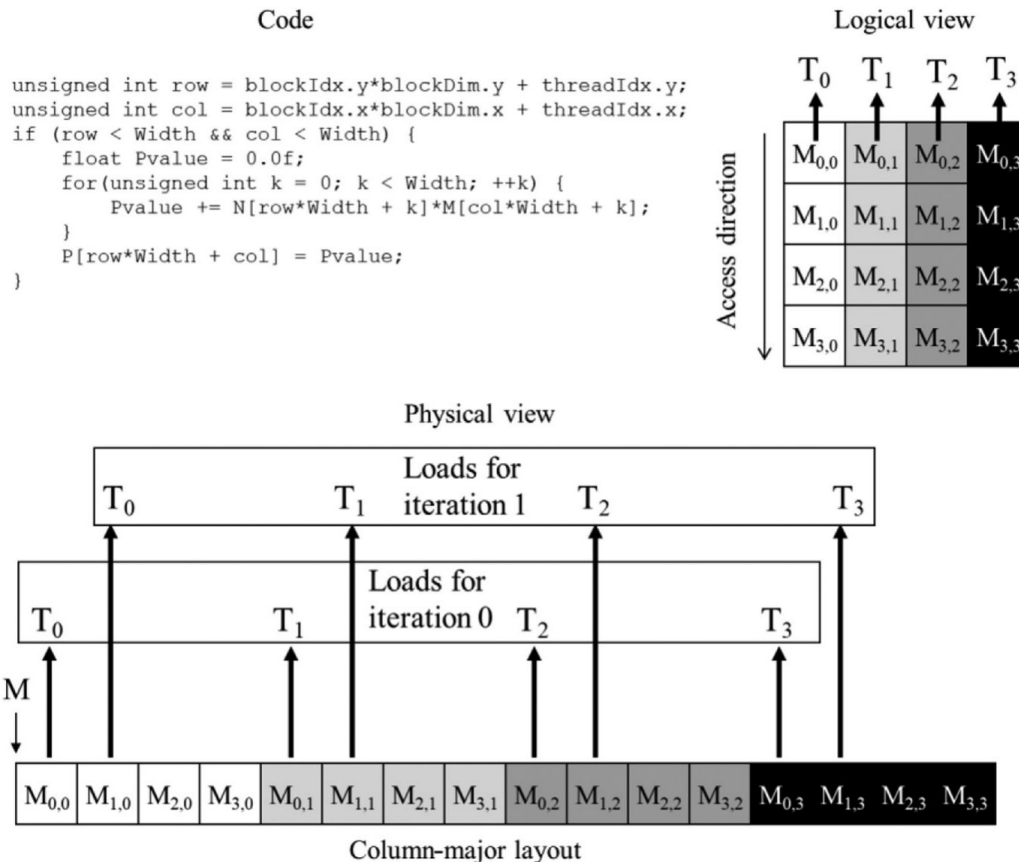 Code
unsigned int row = blockIdx.y*blockDim.y + threadIdx.y;
unsigned int col = blockIdx.x*blockDim.x + threadIdx.x;
if (row < Width && col < Width) {
    float Pvalue = 0.0f;
    for(unsigned int k = 0; k < Width; ++k) {
        Pvalue += N[row*Width + k]*M[col*Width + k];
    }
    P[row*Width + col] = Pvalue;
}
Logical view
T0 T1 T2 T3
Access direction
M0,0 M0,1 M0,2 M0,3
M1,0 M1,1 M1,2 M1,3
M2,0 M2,1 M2,2 M2,3
M3,0 M3,1 M3,2 M3,3
Physical view
Loads for
iteration 1
T0 T1 T2 T3
Loads for
iteration 0
T0 T1 T2 T3
M
M0,0 M1,0 M2,0 M3,0 M0,1 M1,1 M2,1 M3,1 M0,2 M1,2 M2,2 M3,2 M0,3 M1,3 M2,3 M3,3
Column-major layout